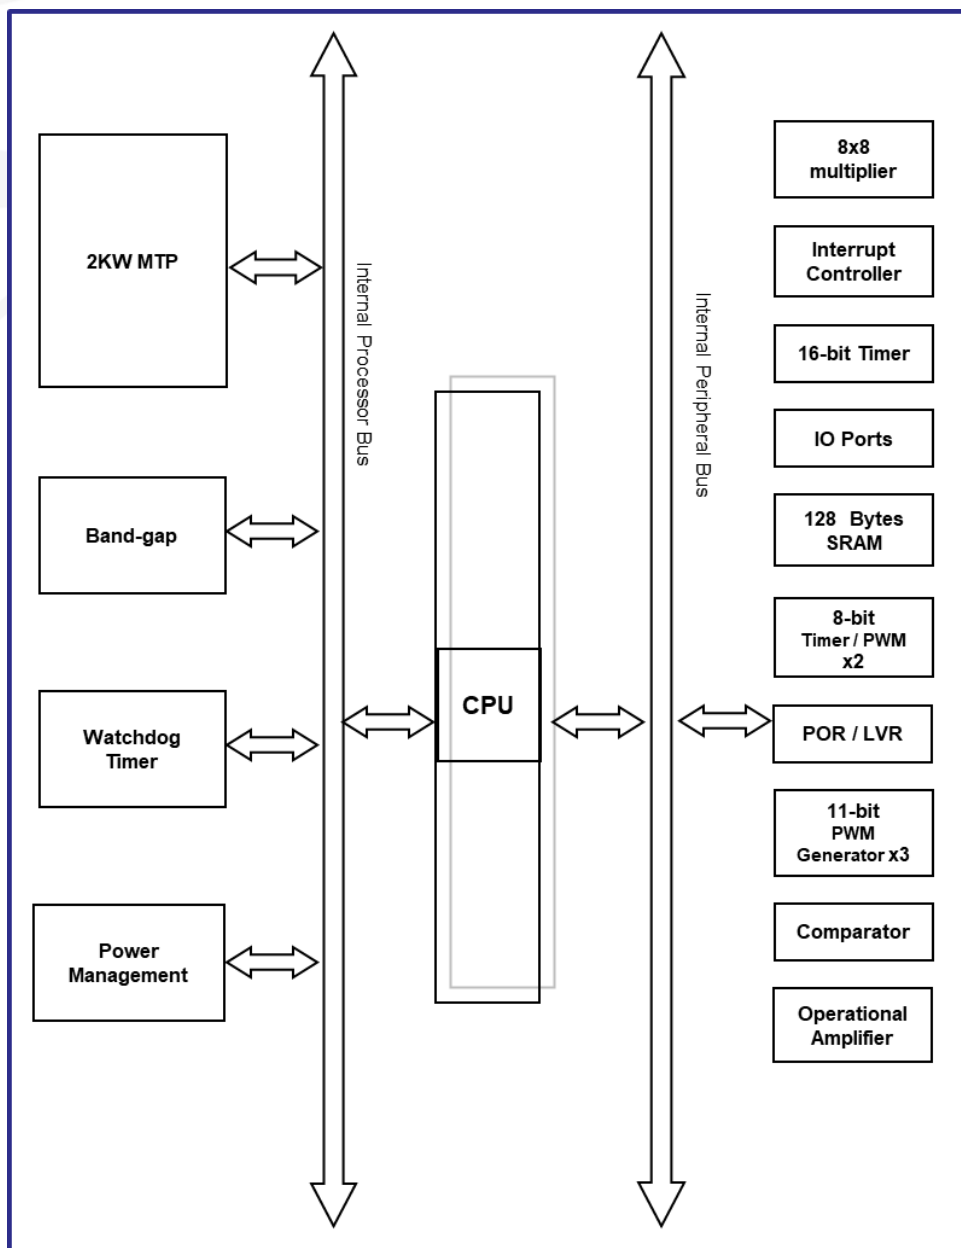 2KW MTP
Band-gap
Watchdog
Timer
Power
Management
Internal Processor Bus
CPU
Internal Peripheral Bus
8x8
multiplier
Interrupt
Controller
16-bit Timer
IO Ports
128 Bytes
SRAM
8-bit
Timer / PWM
x2
POR / LVR
11-bit
PWM
Generator x3
Comparator
Operational
Amplifier